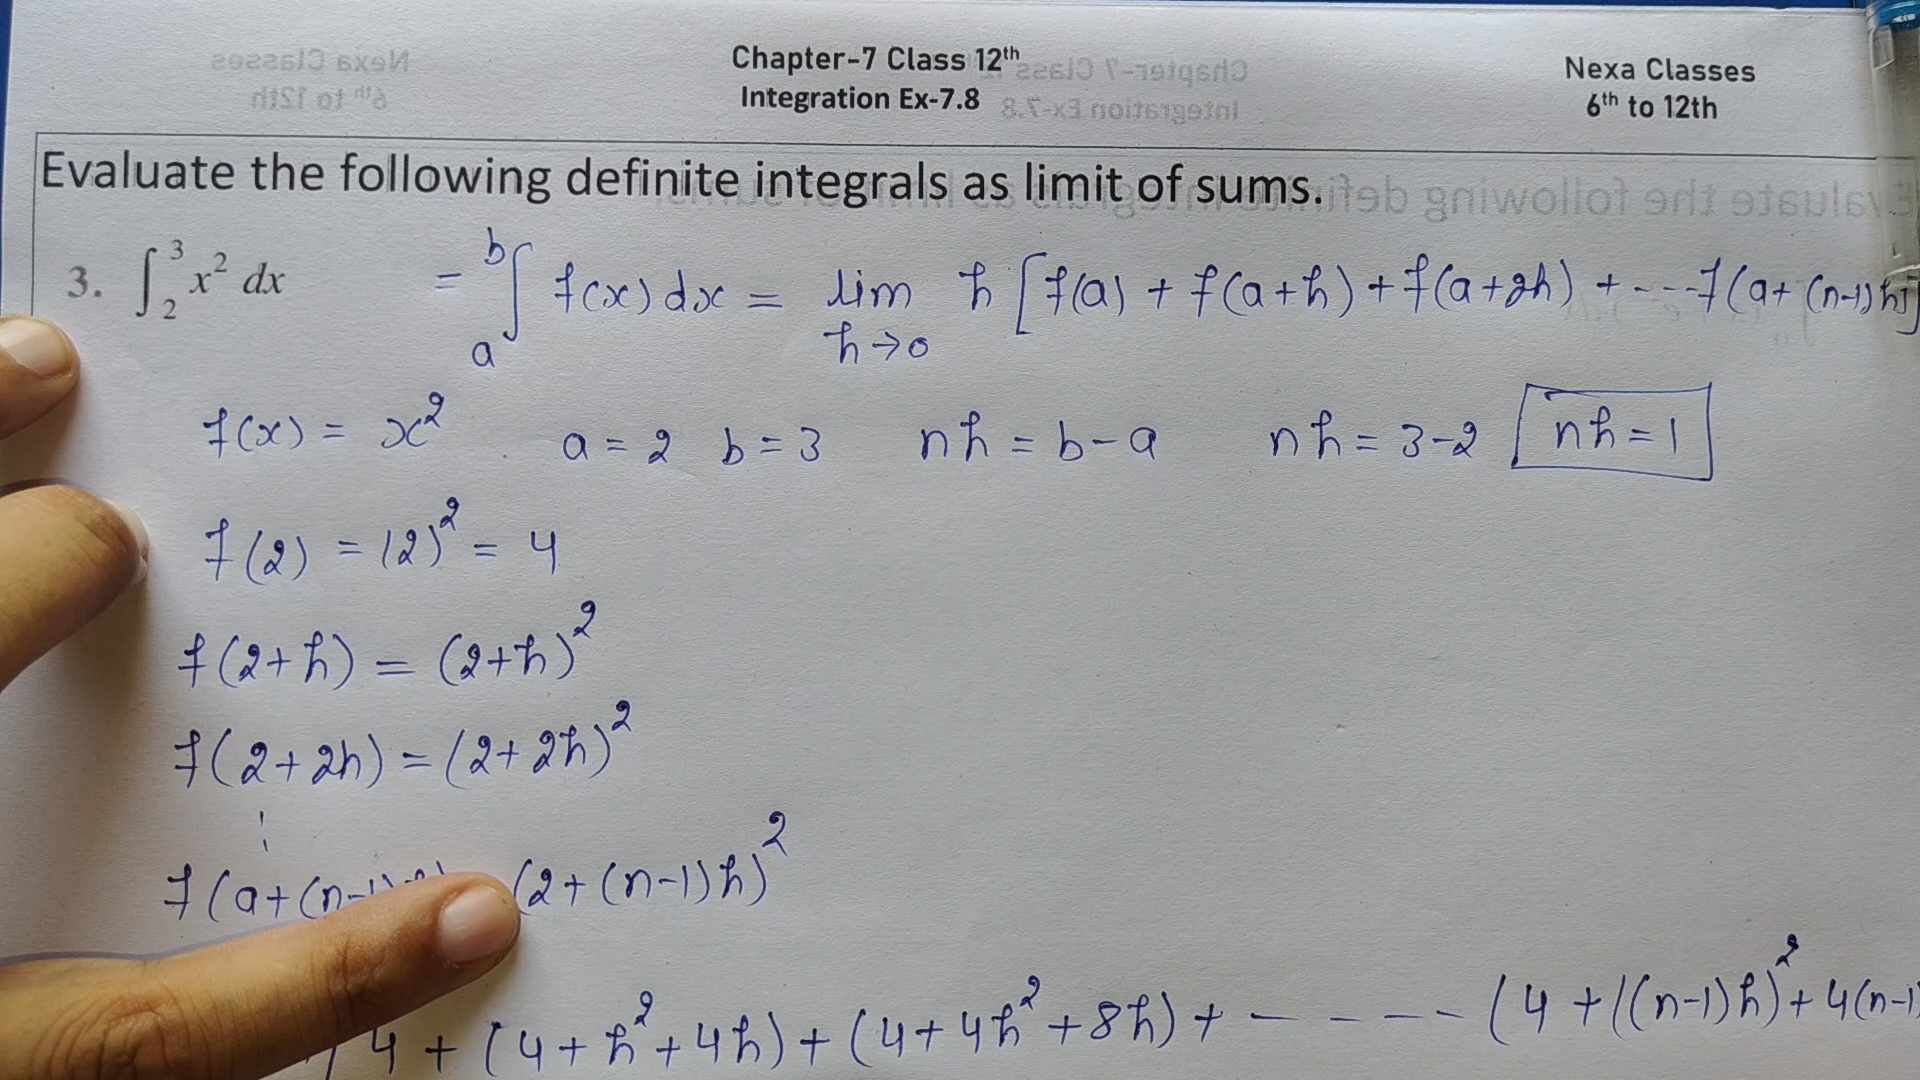 Chapter-7 Class 12th
Integration Ex-7.8
Nexa Classes
6th to 12th
Evaluate the following definite integrals as limit of sums.
3. ∫₂³ x² dx = ₐ∫ᵇ f(x) dx = lim h→0 h [f(a) + f(a+h) + f(a+2h) + ---f(a+(n-1)h]
f(x) = x² a = 2 b = 3 nh = b-a nh = 3-2 nh = 1
f(2) = (2)² = 4
f(2+h) = (2+h)²
f(2+2h) = (2+2h)²
f(a+(n-1) (2+(n-1)h)²
4 + (4+h²+4h) + (4+4h²+8h) + ---- (4+((n-1)h)²+4(n-1)